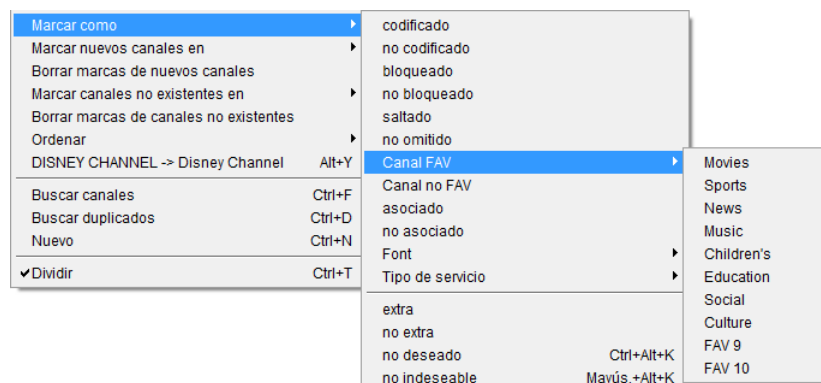 Marcar como
Marcar nuevos canales en
Borrar marcas de nuevos canales
Marcar canales no existentes en
Borrar marcas de canales no existentes
Ordenar
DISNEY CHANNEL -> Disney Channel Alt+Y
Buscar canales Ctrl+F
Buscar duplicados Ctrl+D
Nuevo Ctrl+N
Dividir Ctrl+T
codificado
no codificado
bloqueado
no bloqueado
saltado
no omitido
Canal FAV
Canal no FAV
asociado
no asociado
Font
Tipo de servicio
extra
no extra
no deseado Ctrl+Alt+K
no indeseable Mayús.+Alt+K
Movies
Sports
News
Music
Children's
Education
Social
Culture
FAV 9
FAV 10